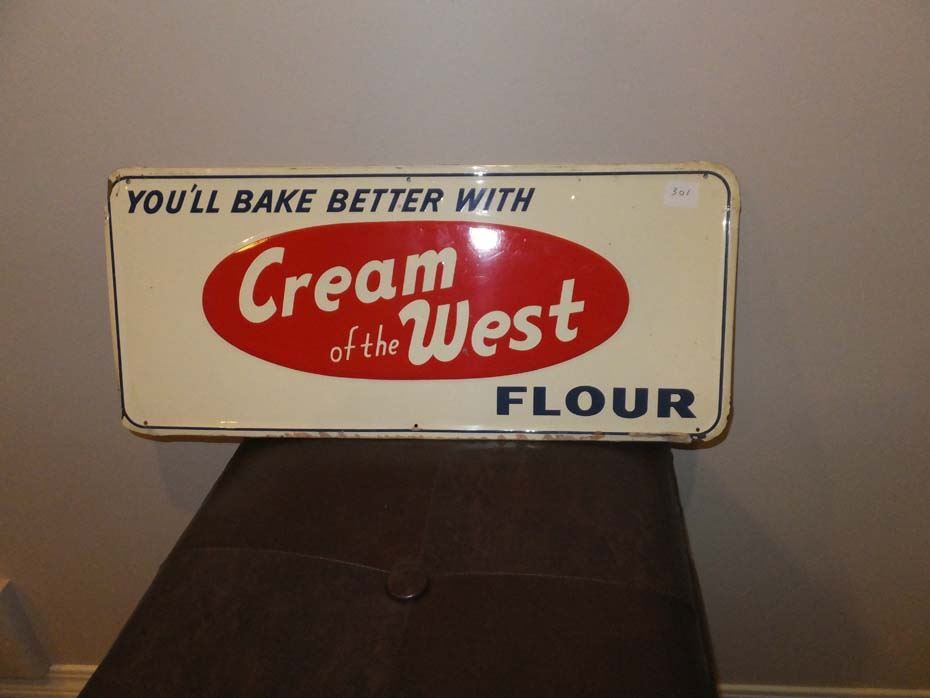 YOU'LL BAKE BETTER WITH
301
Cream
of the West
FLOUR